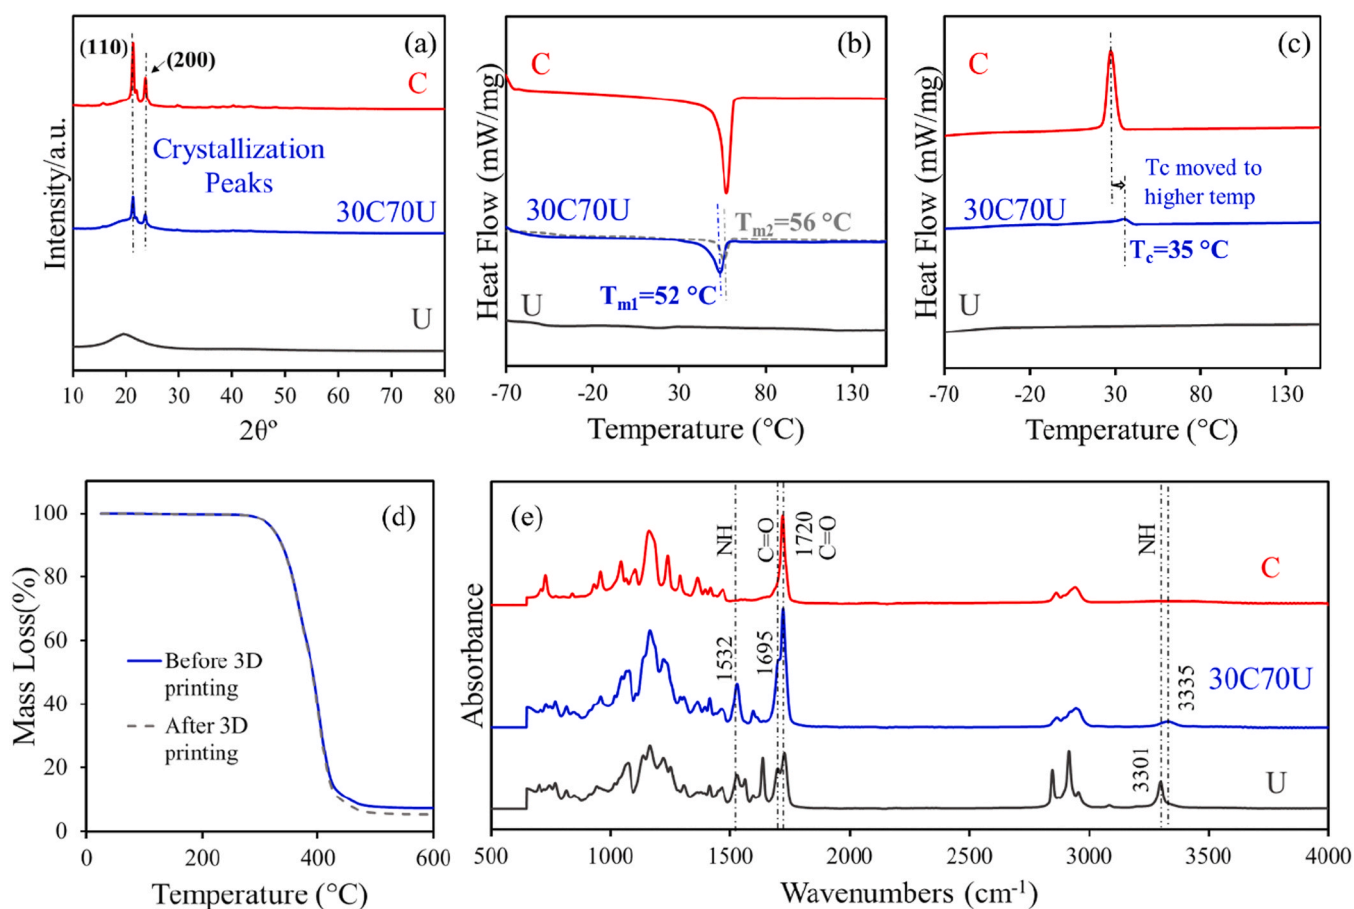 (a)
(110)
(200)
C
Crystallization
Peaks
30C70U
U
Intensity/a.u.
10 20 30 40 50 60 70 80
2θº
(b)
C
30C70U
Tm2=56 °C
Tm1=52 °C
U
Heat Flow (mW/mg)
-70 -20 30 80 130
Temperature (°C)
(c)
C
Tc moved to
higher temp
30C70U
Tc=35 °C
U
Heat Flow (mW/mg)
-70 -20 30 80 130
Temperature (°C)
(d)
100
80
60
40
20
0
Mass Loss(%)
Before 3D
printing
After 3D
printing
0 200 400 600
Temperature (°C)
(e)
NH
C=O
1720
C=O
NH
C
1532
1695
30C70U
3335
3301
U
Absorbance
500 1000 1500 2000 2500 3000 3500 4000
Wavenumbers (cm-1)